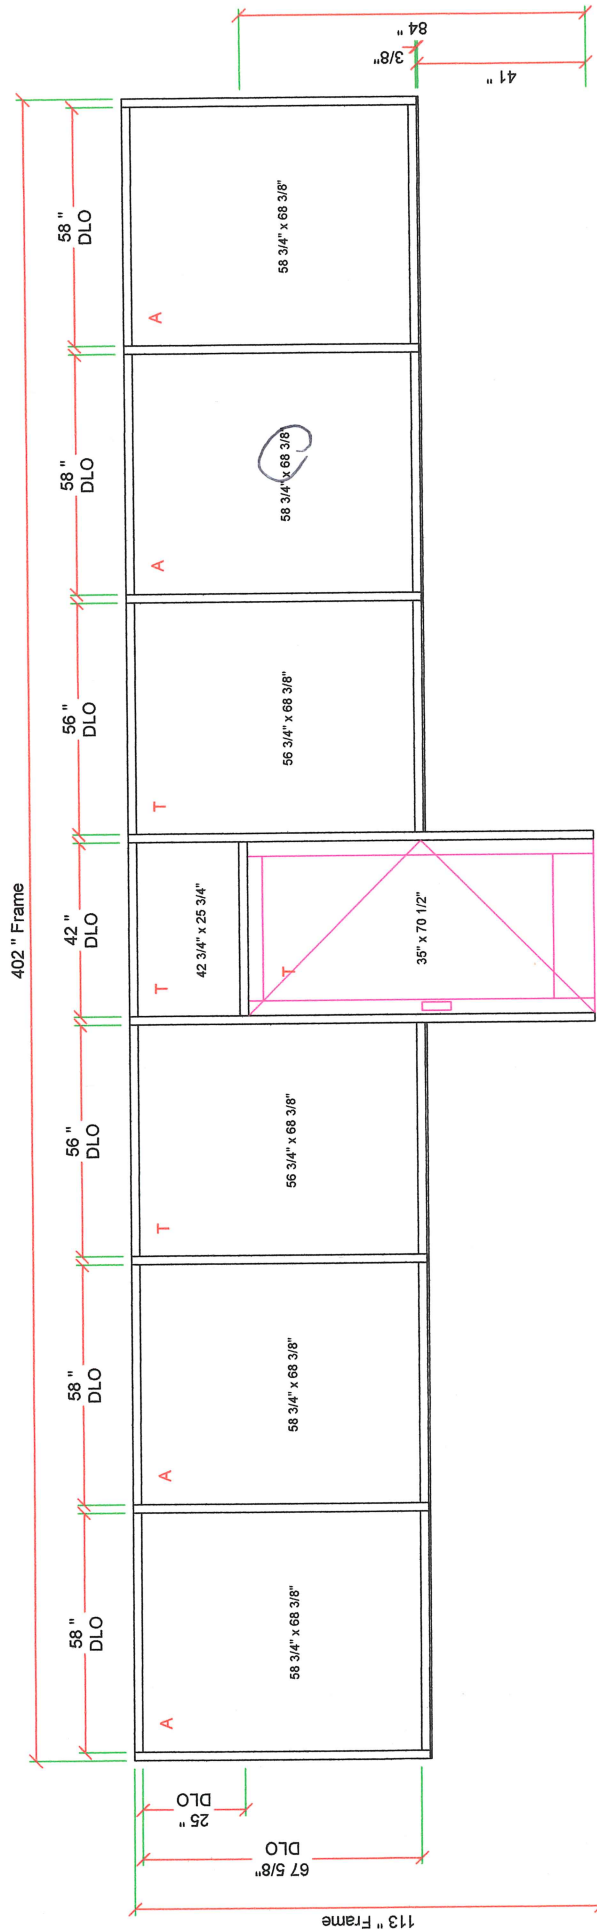 402 " Frame
58 "
DLO
58 "
DLO
56 "
DLO
42 "
DLO
56 "
DLO
58 "
DLO
58 "
DLO
A
58 3/4" x 68 3/8"
A
58 3/4" x 68 3/8"
T
56 3/4" x 68 3/8"
T
42 3/4" x 25 3/4"
T
35" x 70 1/2"
T
56 3/4" x 68 3/8"
A
58 3/4" x 68 3/8"
A
58 3/4" x 68 3/8"
25 "
DLO
67 5/8"
DLO
113 " Frame
3/8"
84 "
41 "